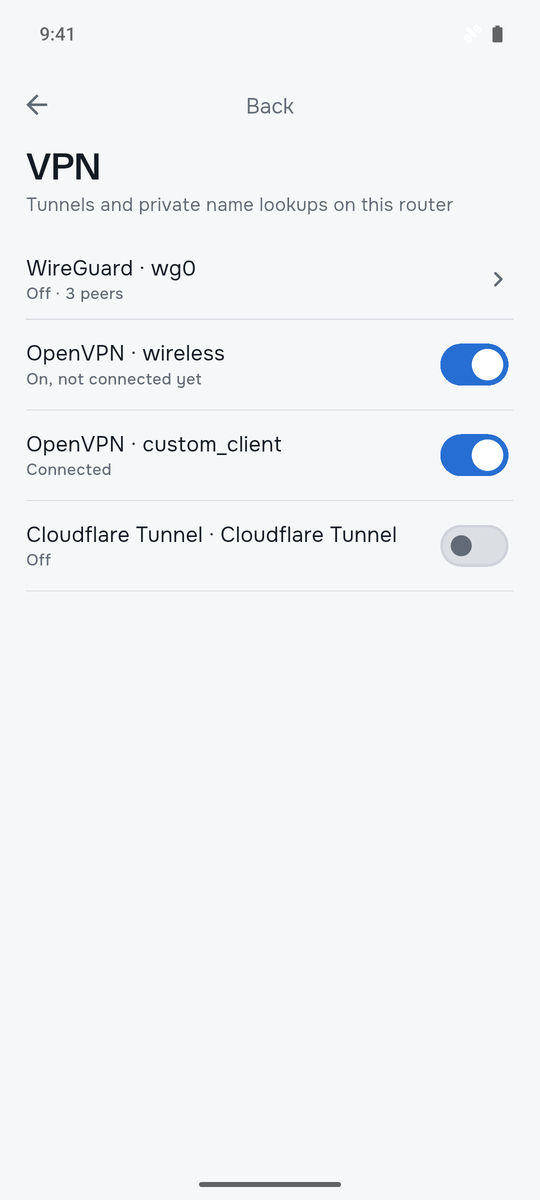 9:41
Back
VPN
Tunnels and private name lookups on this router
WireGuard · wg0
Off · 3 peers
OpenVPN · wireless
On, not connected yet
OpenVPN · custom_client
Connected
Cloudflare Tunnel · Cloudflare Tunnel
Off